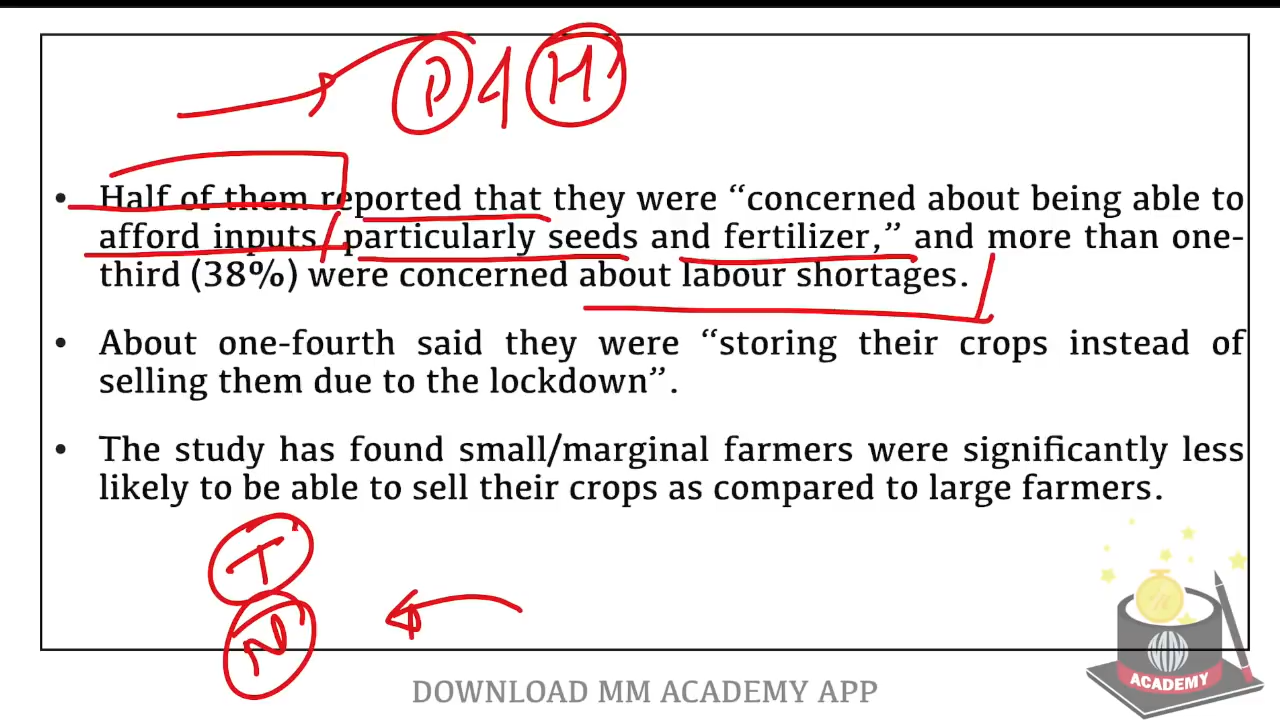 P & H
• Half of them reported that they were “concerned about being able to
afford inputs, particularly seeds and fertilizer,” and more than one-
third (38%) were concerned about labour shortages.
• About one-fourth said they were “storing their crops instead of
selling them due to the lockdown”.
• The study has found small/marginal farmers were significantly less
likely to be able to sell their crops as compared to large farmers.
T
N
ACADEMY
DOWNLOAD MM ACADEMY APP